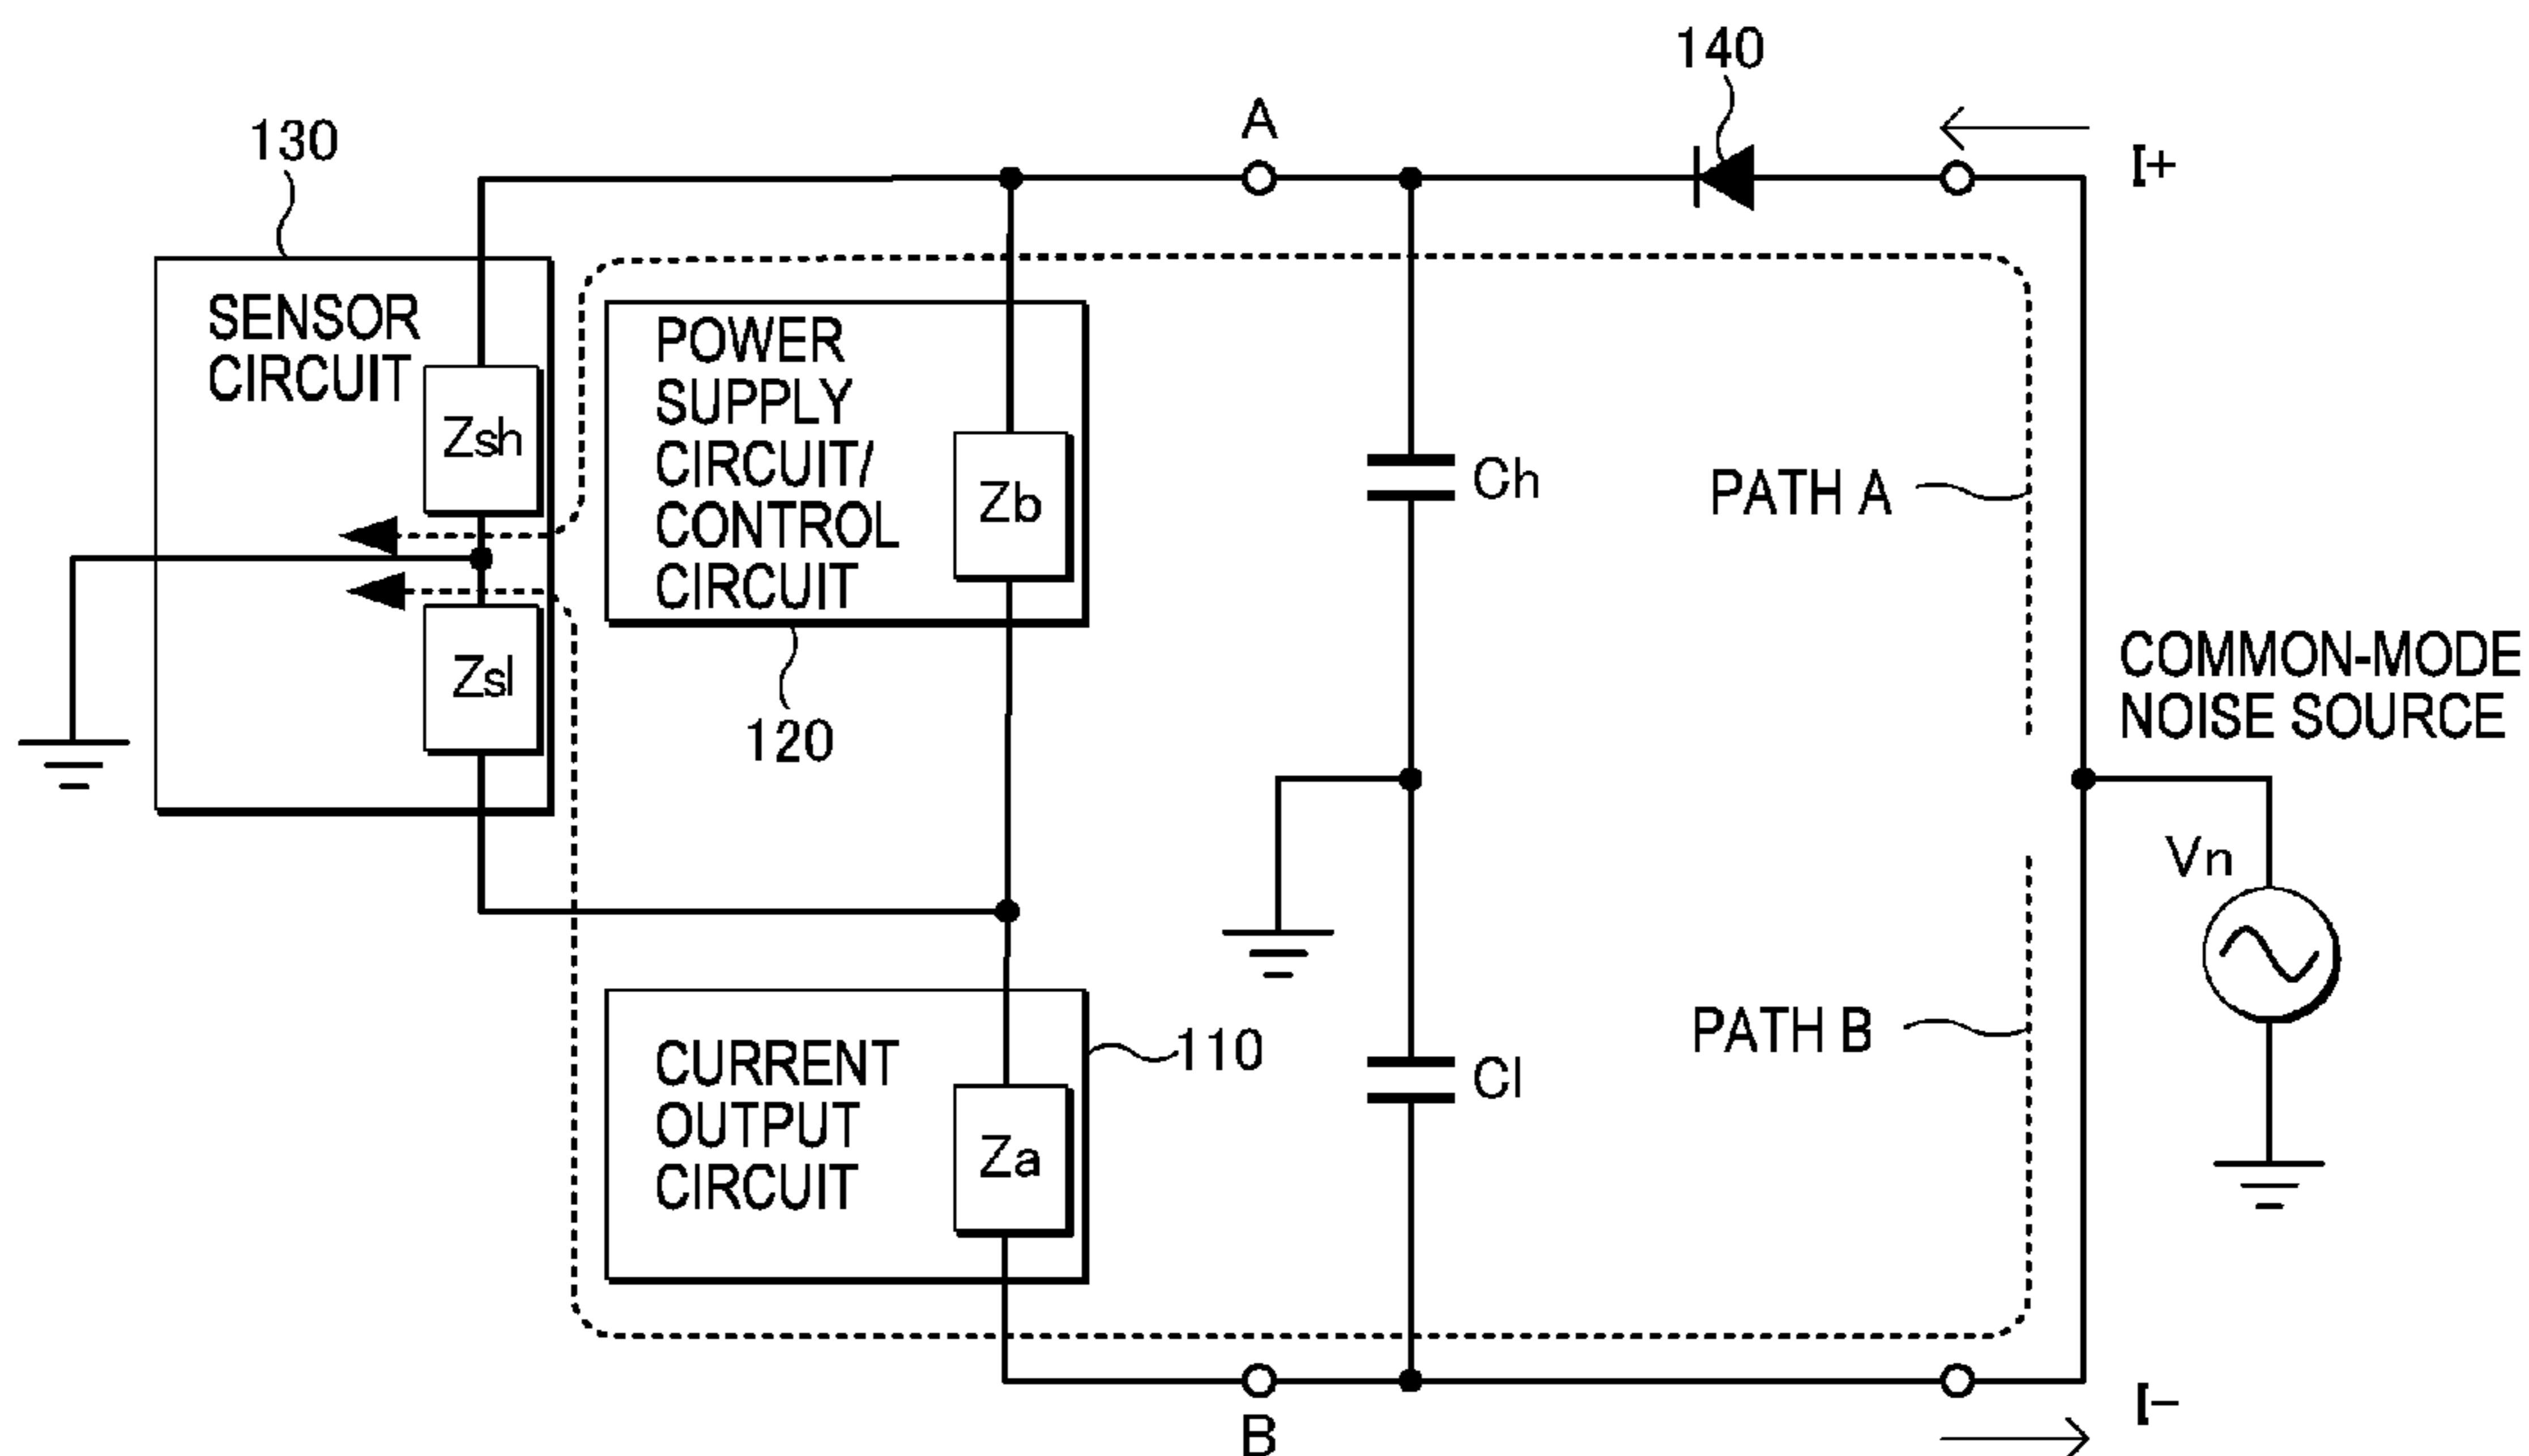 140
A
130
I+
SENSOR
CIRCUIT
POWER
SUPPLY
CIRCUIT/
CONTROL
CIRCUIT
Zsh
Zb
Ch
PATH A
Zsl
120
COMMON-MODE
NOISE SOURCE
Vn
CURRENT
OUTPUT
CIRCUIT
110
Za
Cl
PATH B
B
I−